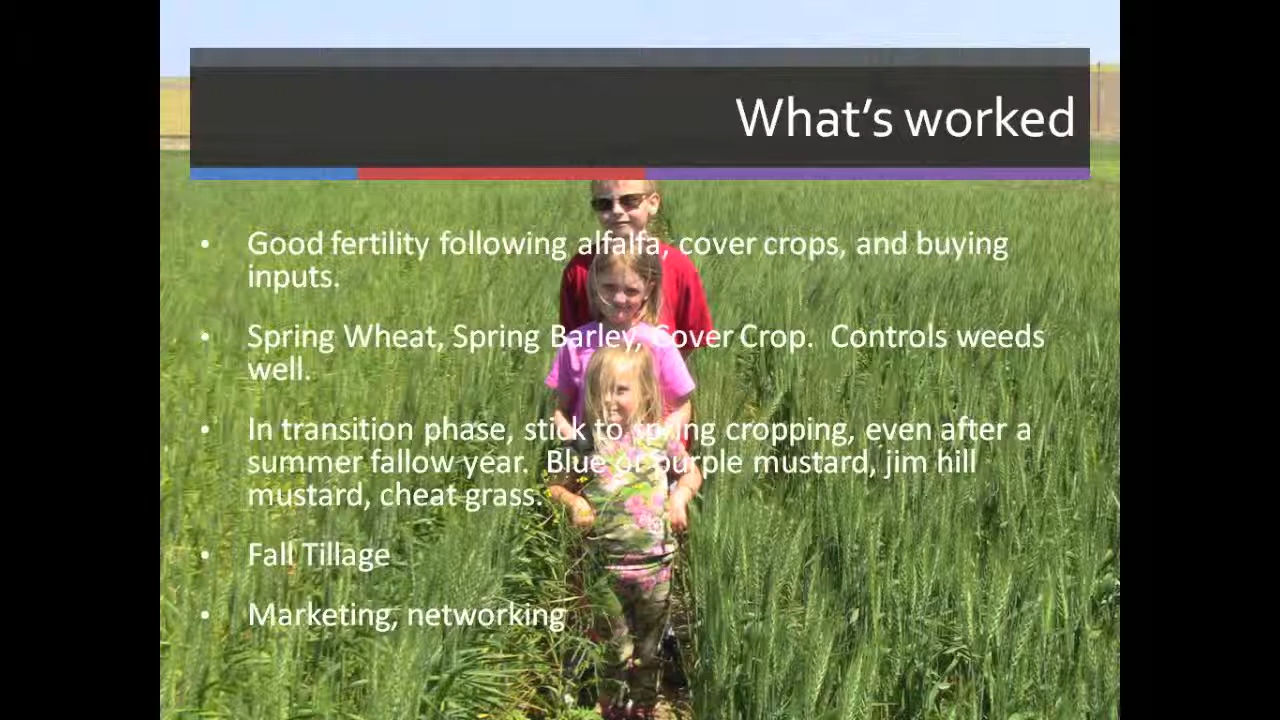 What's worked
• Good fertility following alfalfa, cover crops, and buying
inputs.
• Spring Wheat, Spring Barley, Cover Crop.  Controls weeds
well.
• In transition phase, stick to spring cropping, even after a
summer fallow year.  Blue or purple mustard, jim hill
mustard, cheat grass.
• Fall Tillage
• Marketing, networking